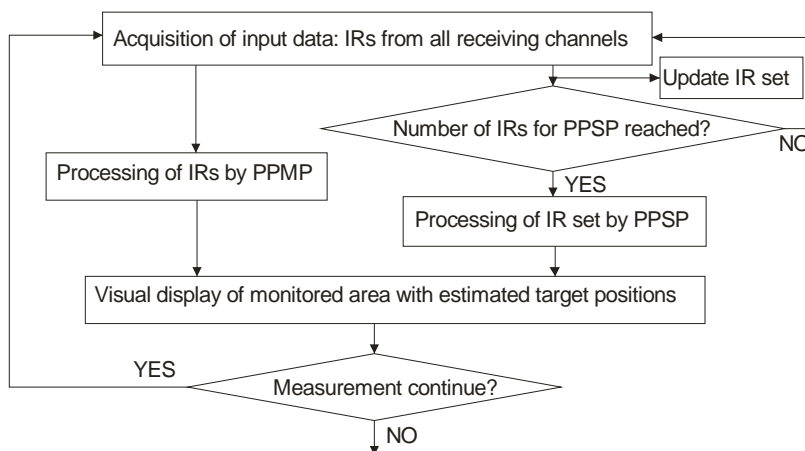 Acquisition of input data: IRs from all receiving channels
Update IR set
Number of IRs for PPSP reached?
NO
Processing of IRs by PPMP
YES
Processing of IR set by PPSP
Visual display of monitored area with estimated target positions
YES
Measurement continue?
NO